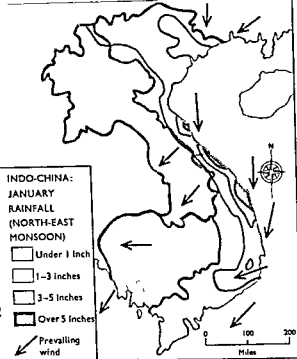 N
INDO-CHINA:
JANUARY
RAINFALL
(NORTH-EAST
MONSOON)
Under 1 Inch
1–3 Inches
3–5 Inches
Over 5 Inches
Prevailing
wind
0 100 200
Miles